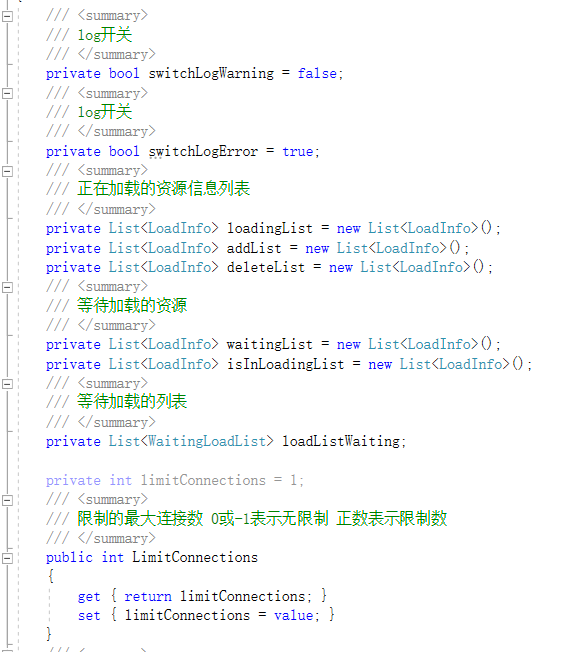 /// <summary>
/// log开关
/// </summary>
private bool switchLogWarning = false;
/// <summary>
/// log开关
/// </summary>
private bool switchLogError = true;
/// <summary>
/// 正在加载的资源信息列表
/// </summary>
private List<LoadInfo> loadingList = new List<LoadInfo>();
private List<LoadInfo> addList = new List<LoadInfo>();
private List<LoadInfo> deleteList = new List<LoadInfo>();
/// <summary>
/// 等待加载的资源
/// </summary>
private List<LoadInfo> waitingList = new List<LoadInfo>();
private List<LoadInfo> isInLoadingList = new List<LoadInfo>();
/// <summary>
/// 等待加载的列表
/// </summary>
private List<WaitingLoadList> loadListWaiting;

private int limitConnections = 1;
/// <summary>
/// 限制的最大连接数 0或-1表示无限制 正数表示限制数
/// </summary>
public int LimitConnections
{
    get { return limitConnections; }
    set { limitConnections = value; }
}